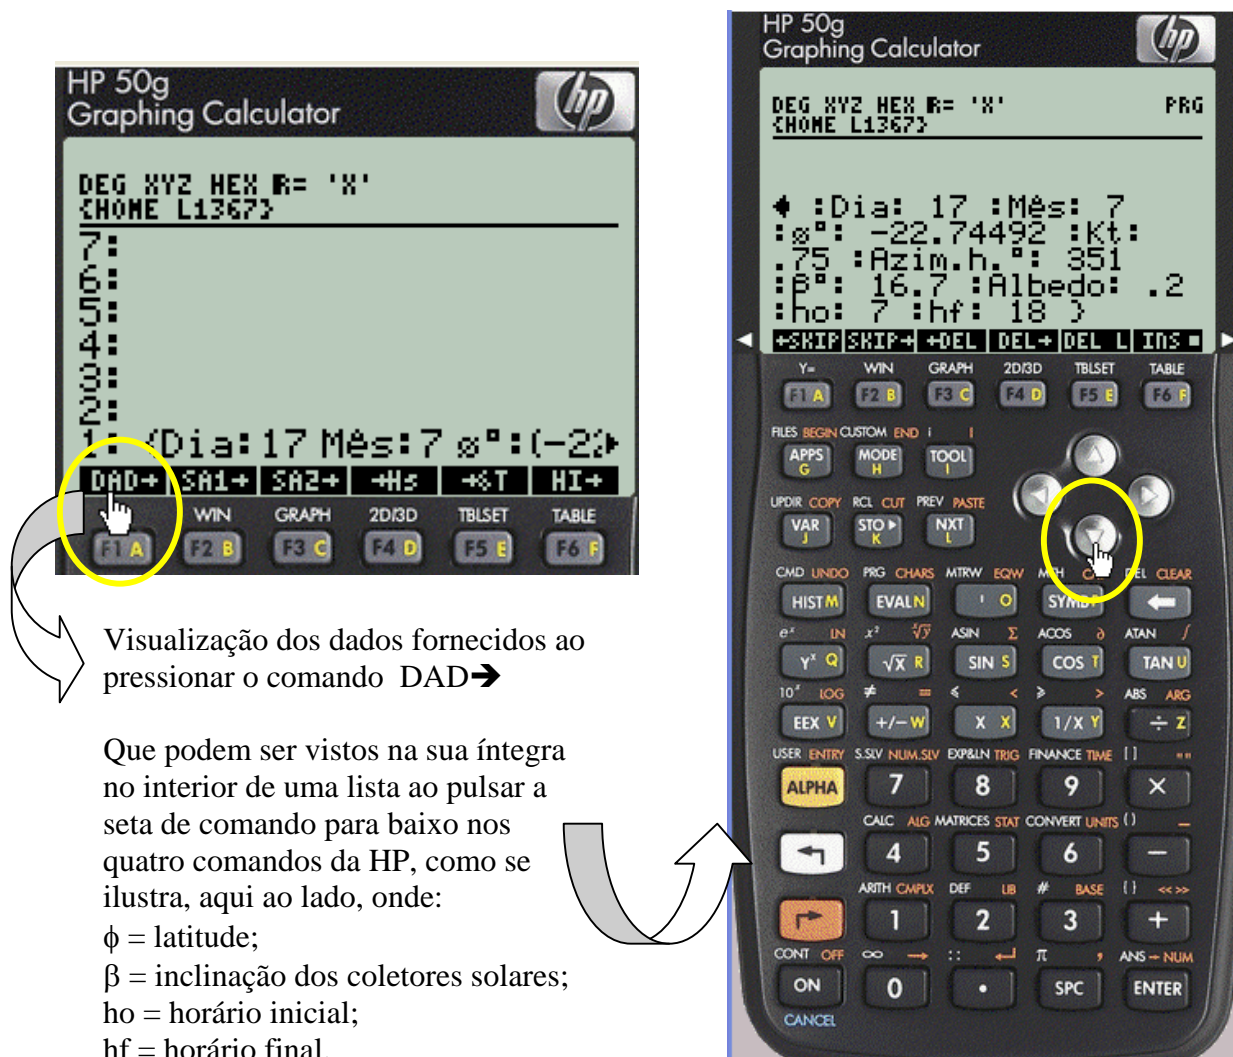 HP 50g
Graphing Calculator
hp
DEG XYZ HEX R= 'X'
{HOME L1367}
7:
6:
5:
4:
3:
2:
1: {Dia:17 Mês:7 ø°:(-22
DAD→ SA1→ SA2→ →Hs HI→
WIN GRAPH 2D/3D TBLSET TABLE
F1 A F2 B F3 C F4 D F5 E F6 F
Visualização dos dados fornecidos ao
pressionar o comando DAD➔
Que podem ser vistos na sua íntegra
no interior de uma lista ao pulsar a
seta de comando para baixo nos
quatro comandos da HP, como se
ilustra, aqui ao lado, onde:
ϕ = latitude;
β = inclinação dos coletores solares;
ho = horário inicial;
hf = horário final.
HP 50g
Graphing Calculator
hp
DEG XYZ HEX R= 'X' PRG
{HOME L1367}
:Dia: 17 :Mês: 7
:ø°: -22.74492 :Kt:
.75 :Azim.h.°: 351
:β°: 16.7 :Albedo: .2
:ho: 7 :hf: 18 }
←SKIP SKIP→ ←DEL DEL→ DEL L INS ■
Y= WIN GRAPH 2D/3D TBLSET TABLE
F1 A F2 B F3 C F4 D F5 E F6 F
FILES BEGIN CUSTOM END i I
APPS G MODE H TOOL I
UPDIR COPY RCL CUT PREV PASTE
VAR J STO▶ K NXT L
CMD UNDO PRG CHARS MTRW EQW DEL CLEAR
HIST M EVAL N ' O SYMB
eˣ LN x² ˣ√y ASIN Σ ACOS ∂ ATAN ∫
Yˣ Q √X R SIN S COS T TAN U
10ˣ LOG ≠ = ≤ < ≥ > ABS ARG
EEX V +/- W X X 1/X Y ÷ Z
USER ENTRY S.SLV NUM.SLV EXP&LN TRIG FINANCE TIME [ ] " "
ALPHA 7 8 9 ×
CALC ALG MATRICES STAT CONVERT UNITS ( ) _
4 5 6 −
ARITH CMPLX DEF LIB # BASE { } << >>
1 2 3 +
CONT OFF ∞ → :: ↵ π , ANS → NUM
ON 0 . SPC ENTER
CANCEL